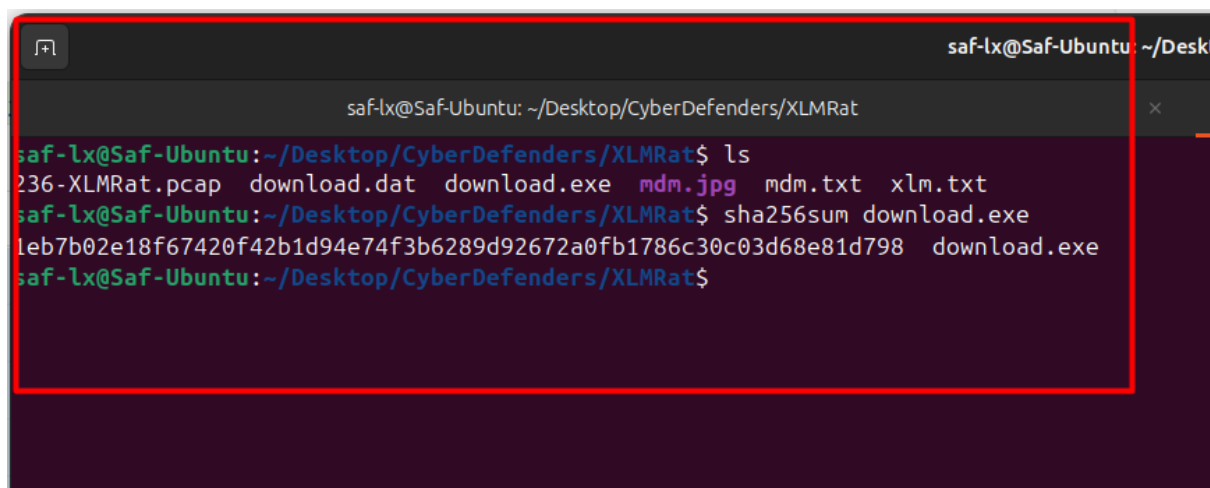 saf-lx@Saf-Ubuntu: ~/Desk
saf-lx@Saf-Ubuntu: ~/Desktop/CyberDefenders/XLMRat ×
saf-lx@Saf-Ubuntu:~/Desktop/CyberDefenders/XLMRat$ ls
236-XLMRat.pcap download.dat download.exe mdm.jpg mdm.txt xlm.txt
saf-lx@Saf-Ubuntu:~/Desktop/CyberDefenders/XLMRat$ sha256sum download.exe
1eb7b02e18f67420f42b1d94e74f3b6289d92672a0fb1786c30c03d68e81d798 download.exe
saf-lx@Saf-Ubuntu:~/Desktop/CyberDefenders/XLMRat$